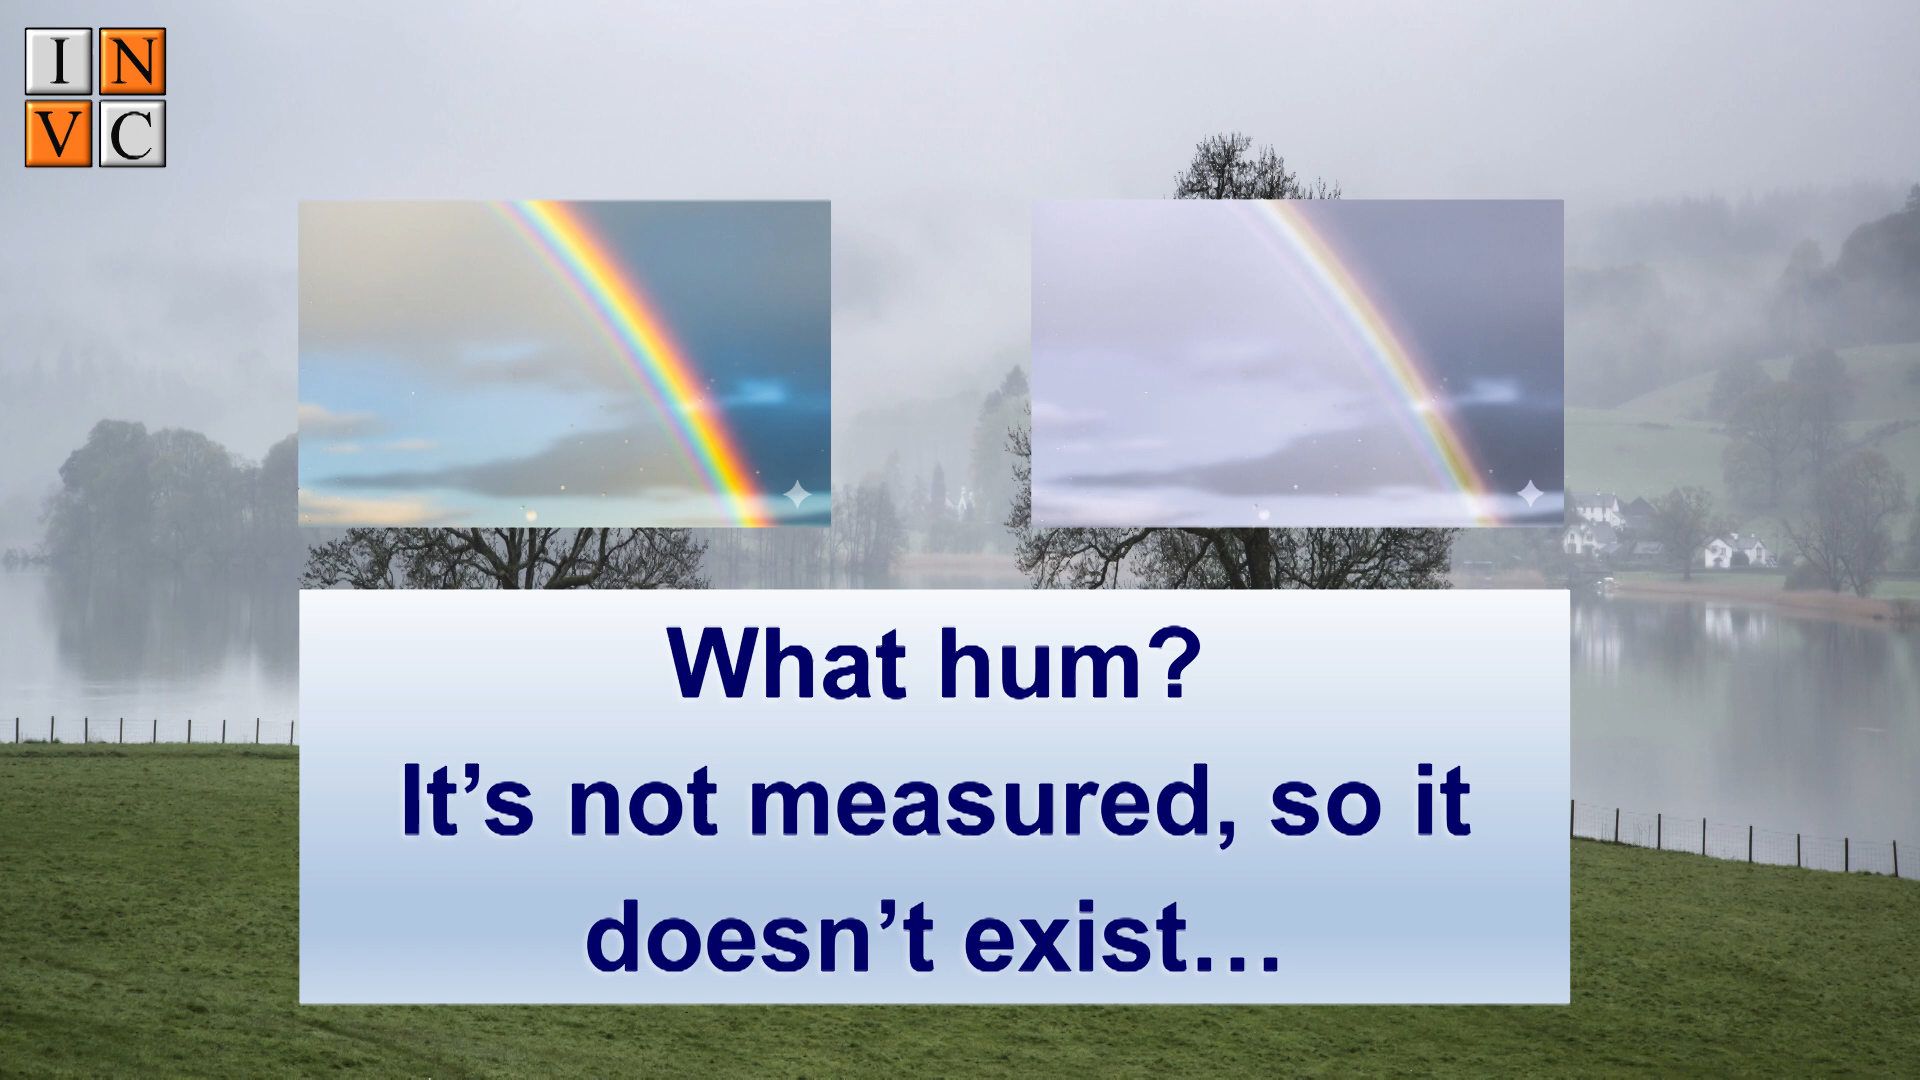 I N
V C
What hum?
It’s not measured, so it
doesn’t exist…